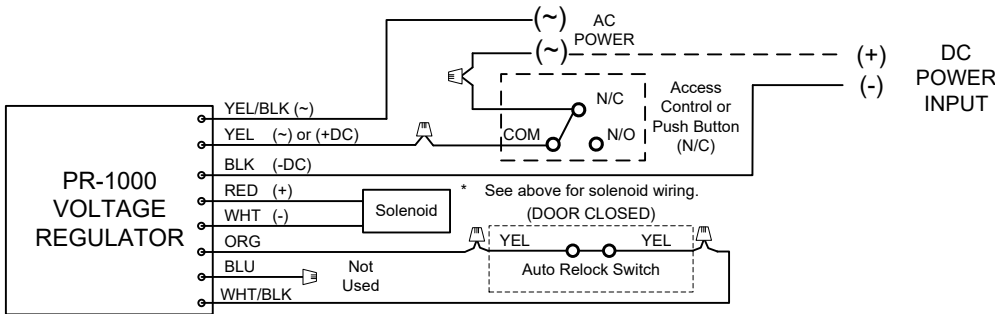 (~) AC
POWER
(~)
(+) DC
POWER
INPUT
(-)
Access
Control or
Push Button
(N/C)
N/C
COM
N/O
YEL/BLK (~)
YEL (~) or (+DC)
BLK (-DC)
RED (+)
WHT (-)
ORG
BLU
WHT/BLK
PR-1000
VOLTAGE
REGULATOR
Solenoid
* See above for solenoid wiring.
(DOOR CLOSED)
YEL YEL
Auto Relock Switch
Not
Used